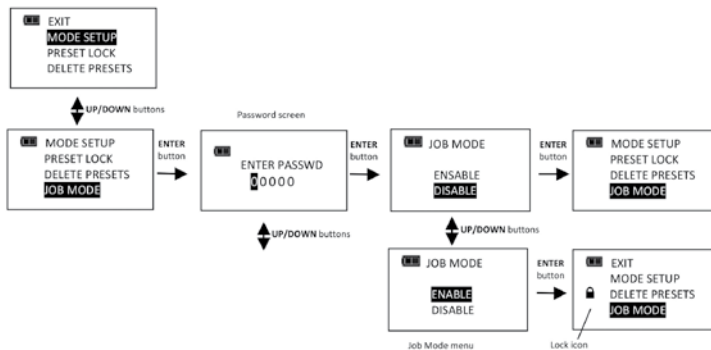 EXIT
MODE SETUP
PRESET LOCK
DELETE PRESETS
UP/DOWN buttons
Password screen
MODE SETUP
PRESET LOCK
DELETE PRESETS
JOB MODE
ENTER
button
ENTER PASSWD
00000
ENTER
button
JOB MODE
ENSABLE
DISABLE
ENTER
button
MODE SETUP
PRESET LOCK
DELETE PRESETS
JOB MODE
UP/DOWN buttons
UP/DOWN buttons
JOB MODE
ENABLE
DISABLE
ENTER
button
EXIT
MODE SETUP
DELETE PRESETS
JOB MODE
Job Mode menu
Lock icon